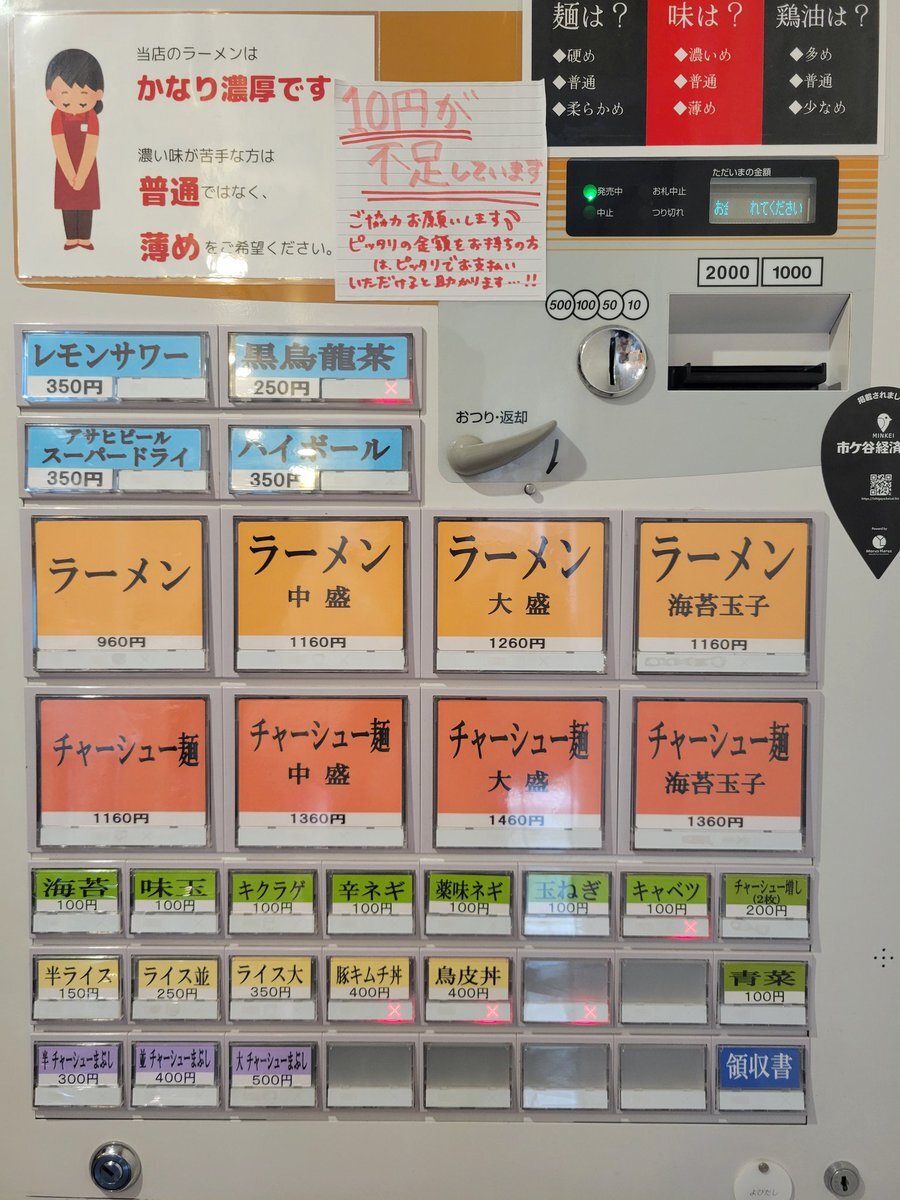 当店のラーメンは
かなり濃厚です
濃い味が苦手な方は
普通ではなく、
薄めをご希望ください。
10円が
不足しています
ご協力お願いします
ピッタリの金額をお持ちの方
は、ピッタリでお支払い
いただけると助かります…!!
麺は?
◆硬め
◆普通
◆柔らかめ
味は?
◆濃いめ
◆普通
◆薄め
鶏油は?
◆多め
◆普通
◆少なめ
ただいまの金額
発売中
お札中止
中止
つり切れ
れてください
2000 1000
500 100 50 10
おつり・返却
掲載されまし
MINKEI
市ケ谷経済
Powered by
レモンサワー
350円
黒烏龍茶
250円 ×
アサヒビール
スーパードライ
350円
ハイボール
350円
ラーメン
960円
ラーメン
中盛
1160円
ラーメン
大盛
1260円
ラーメン
海苔玉子
1160円
チャーシュー麺
1160円
チャーシュー麺
中盛
1360円
チャーシュー麺
大盛
1460円
チャーシュー麺
海苔玉子
1360円
海苔
100円
味玉
100円
キクラゲ
100円
辛ネギ
100円
薬味ネギ
100円
玉ねぎ
100円
キャベツ
100円
×
チャーシュー増し
(2枚)
200円
半ライス
150円
ライス並
250円
ライス大
350円
豚キムチ丼
400円
×
鳥皮丼
400円
×
×
青菜
100円
半 チャーシューまぶし
300円
並 チャーシューまぶし
400円
大 チャーシューまぶし
500円
領収書
よびだし